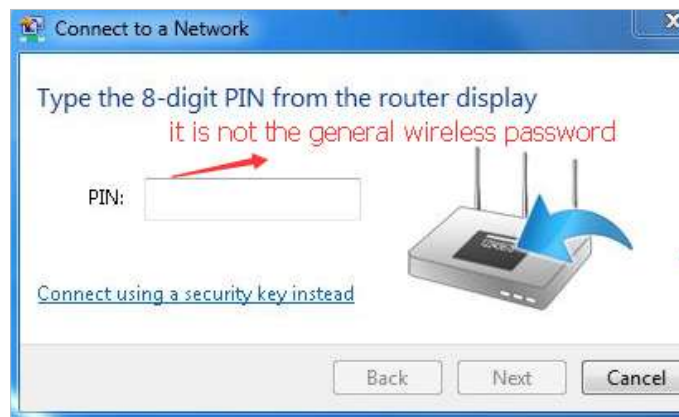 Connect to a Network
X
Type the 8-digit PIN from the router display
it is not the general wireless password
PIN:
Connect using a security key instead
Back
Next
Cancel